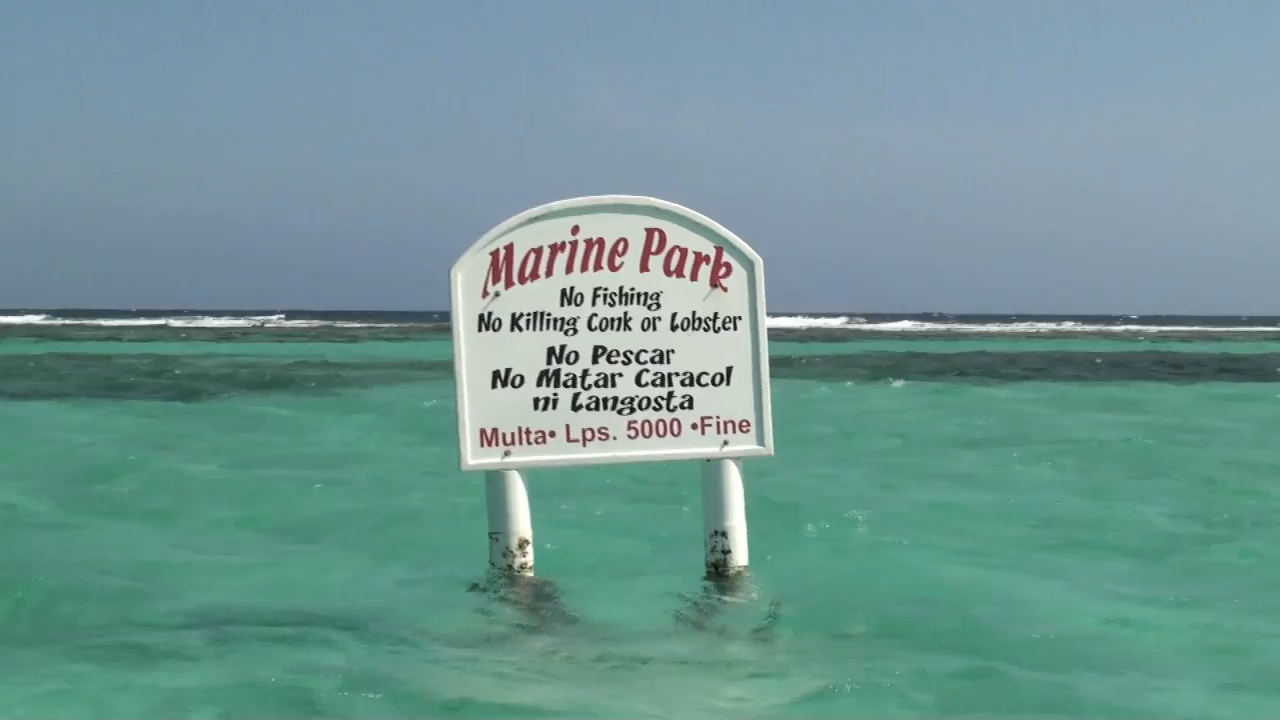 Marine Park
No Fishing
No Killing Conk or Lobster
No Pescar
No Matar Caracol
ni Langosta
Multa• Lps. 5000 •Fine